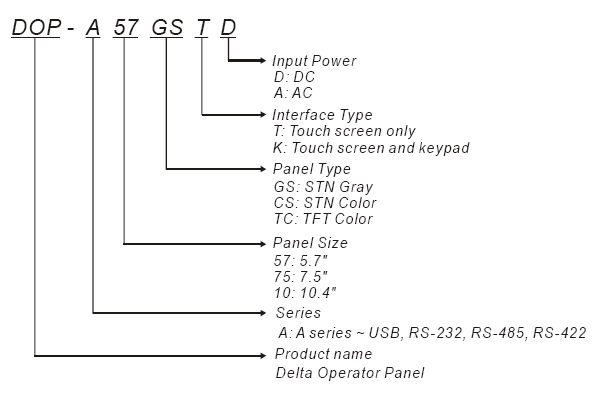 DOP - A 57 GS T D
Input Power
D: DC
A: AC
Interface Type
T: Touch screen only
K: Touch screen and keypad
Panel Type
GS: STN Gray
CS: STN Color
TC: TFT Color
Panel Size
57: 5.7"
75: 7.5"
10: 10.4"
Series
A: A series ~ USB, RS-232, RS-485, RS-422
Product name
Delta Operator Panel